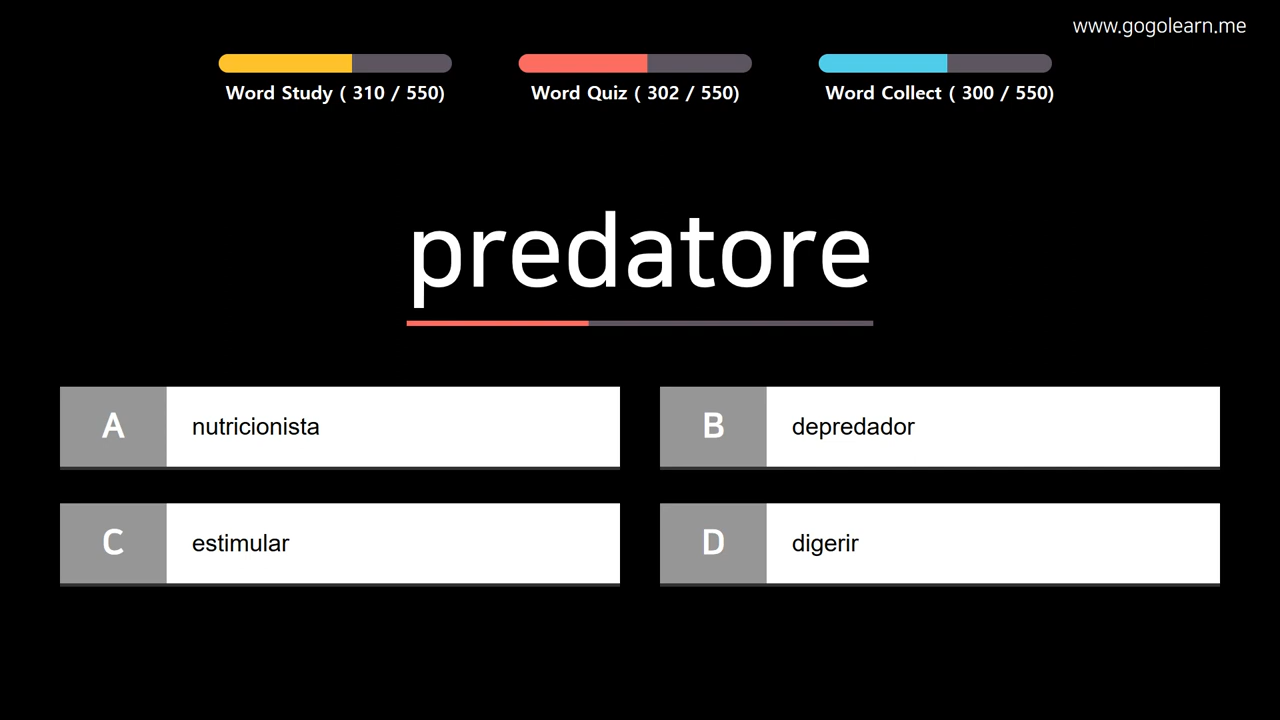 www.gogolearn.me
Word Study ( 310 / 550)
Word Quiz ( 302 / 550)
Word Collect ( 300 / 550)
predatore
A nutricionista
B depredador
C estimular
D digerir